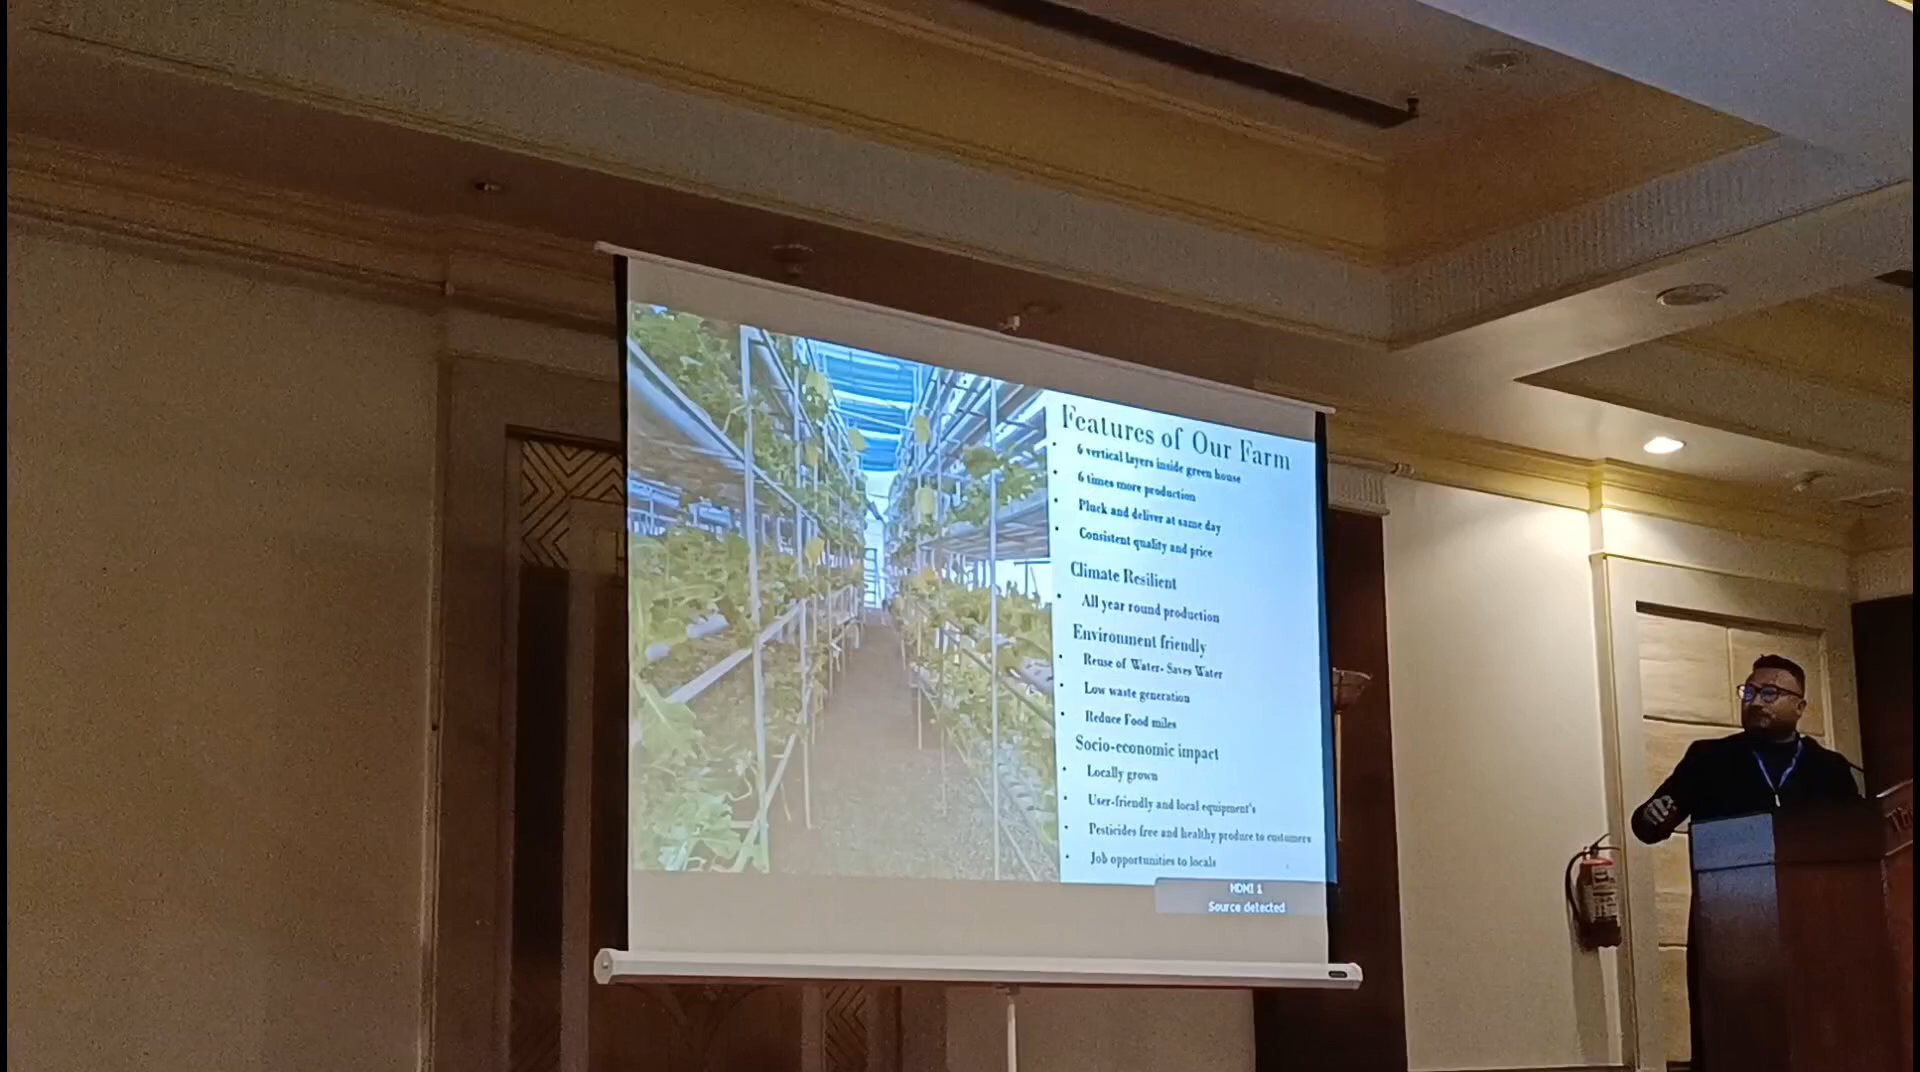 Features of Our Farm
• 6 vertical layers inside green house
• 6 times more production
• Pluck and deliver at same day
• Consistent quality and price
Climate Resilient
• All year round production
Environment friendly
• Reuse of Water- Saves Water
• Low waste generation
• Reduce Food miles
Socio-economic impact
• Locally grown
• User-friendly and local equipment's
• Pesticides free and healthy produce to customers
• Job opportunities to locals
HDMI 1
Source detected